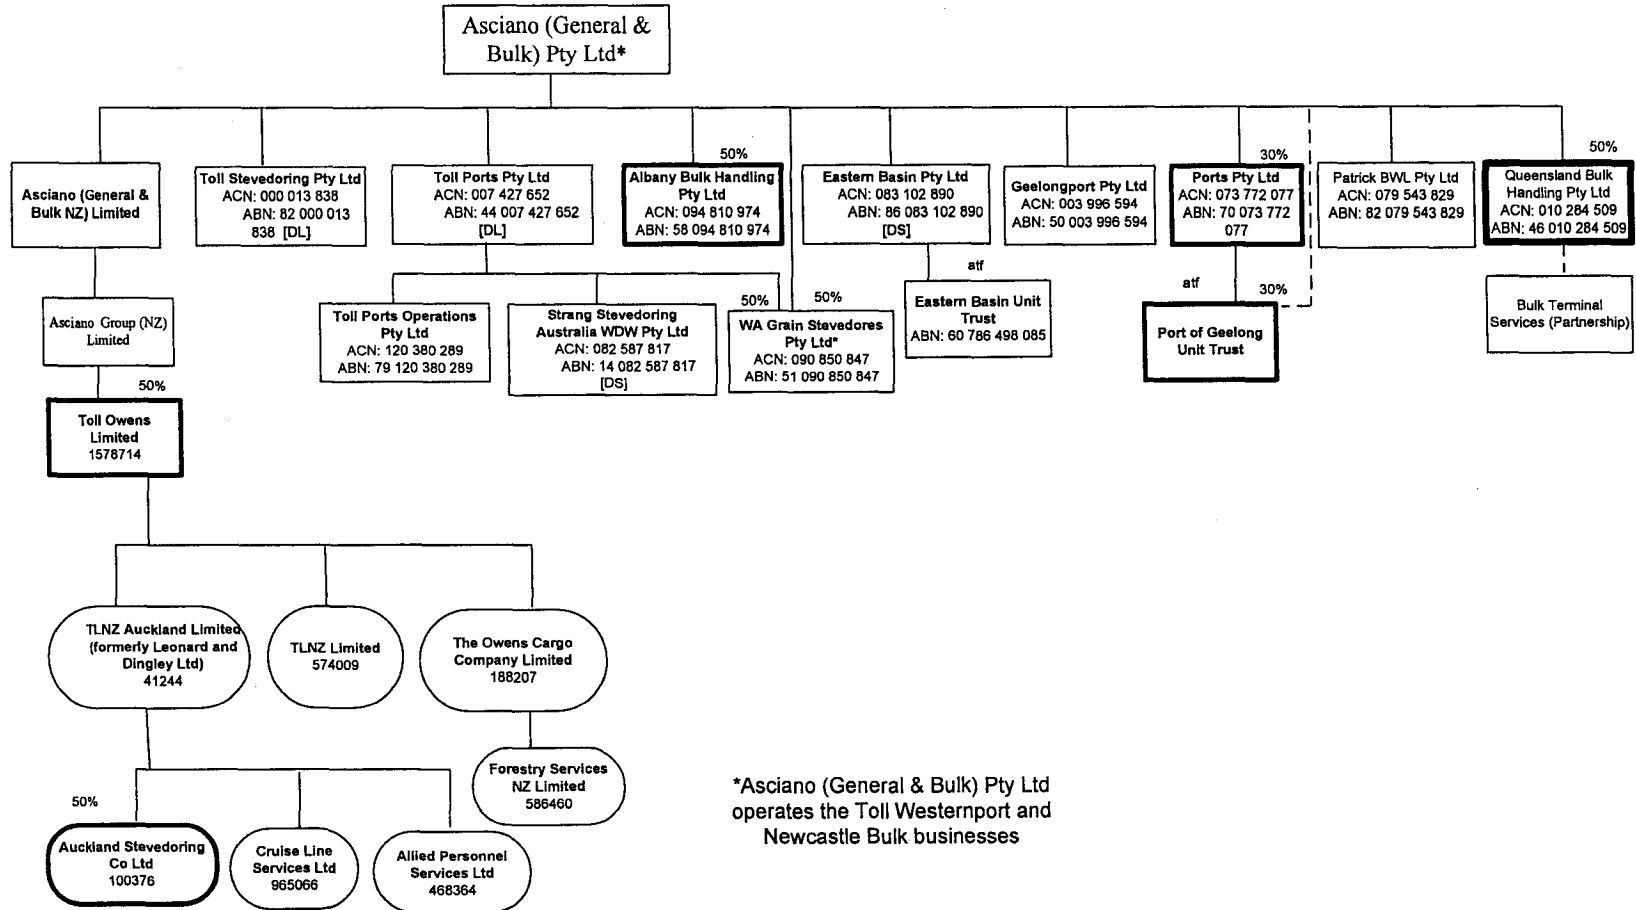 Asciano (General &
Bulk) Pty Ltd*
Asciano (General &
Bulk NZ) Limited
Toll Stevedoring Pty Ltd
ACN: 000 013 838
ABN: 82 000 013
838 [DL]
Toll Ports Pty Ltd
ACN: 007 427 652
ABN: 44 007 427 652
[DL]
50%
Albany Bulk Handling
Pty Ltd
ACN: 094 810 974
ABN: 58 094 810 974
Eastern Basin Pty Ltd
ACN: 083 102 890
ABN: 86 083 102 890
[DS]
Geelongport Pty Ltd
ACN: 003 996 594
ABN: 50 003 996 594
30%
Ports Pty Ltd
ACN: 073 772 077
ABN: 70 073 772
077
Patrick BWL Pty Ltd
ACN: 079 543 829
ABN: 82 079 543 829
50%
Queensland Bulk
Handling Pty Ltd
ACN: 010 284 509
ABN: 46 010 284 509
Asciano Group (NZ)
Limited
Toll Ports Operations
Pty Ltd
ACN: 120 380 289
ABN: 79 120 380 289
Strang Stevedoring
Australia WDW Pty Ltd
ACN: 082 587 817
ABN: 14 082 587 817
[DS]
50%
50%
WA Grain Stevedores
Pty Ltd*
ACN: 090 850 847
ABN: 51 090 850 847
atf
Eastern Basin Unit
Trust
ABN: 60 786 498 085
atf
30%
Port of Geelong
Unit Trust
Bulk Terminal
Services (Partnership)
50%
Toll Owens
Limited
1578714
TLNZ Auckland Limited
(formerly Leonard and
Dingley Ltd)
41244
TLNZ Limited
574009
The Owens Cargo
Company Limited
188207
Forestry Services
NZ Limited
586460
50%
Auckland Stevedoring
Co Ltd
100376
Cruise Line
Services Ltd
965066
Allied Personnel
Services Ltd
468364
*Asciano (General & Bulk) Pty Ltd
operates the Toll Westernport and
Newcastle Bulk businesses